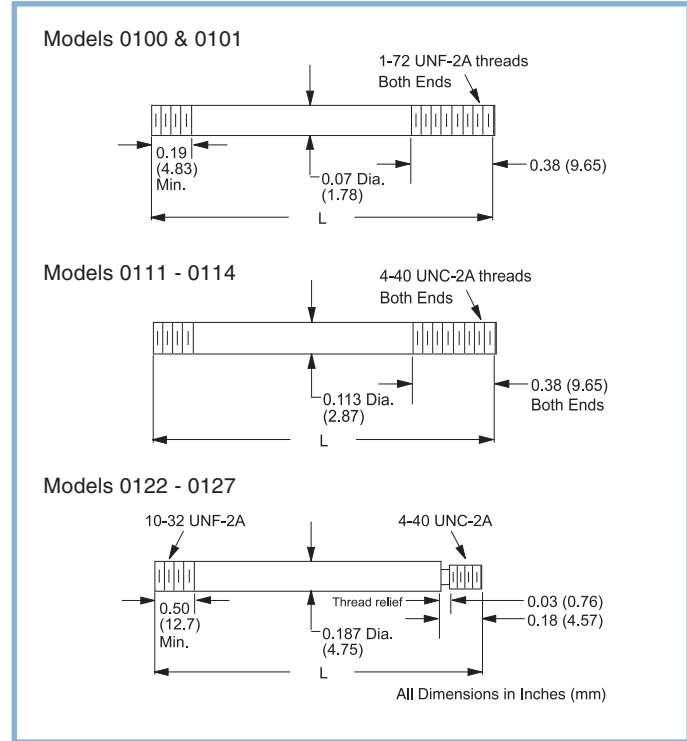 Models 0100 & 0101
1-72 UNF-2A threads
Both Ends
0.19
(4.83)
Min.
0.07 Dia.
(1.78)
0.38 (9.65)
L
Models 0111 - 0114
4-40 UNC-2A threads
Both Ends
0.113 Dia.
(2.87)
0.38 (9.65)
Both Ends
L
Models 0122 - 0127
10-32 UNF-2A
4-40 UNC-2A
0.50
(12.7)
Min.
Thread relief
0.187 Dia.
(4.75)
0.03 (0.76)
0.18 (4.57)
L
All Dimensions in Inches (mm)